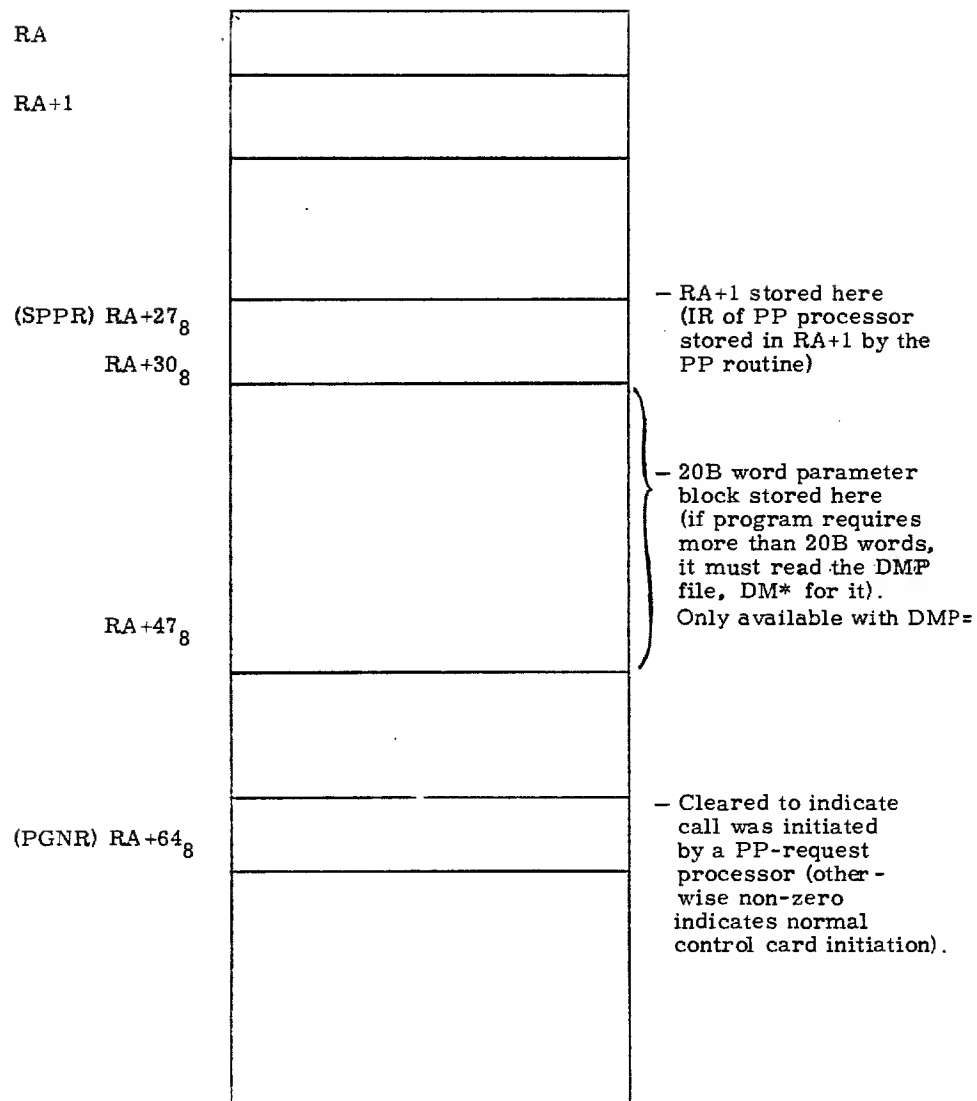 RA
RA+1
(SPPR) RA+27₈
— RA+1 stored here
(IR of PP processor
stored in RA+1 by the
PP routine)
RA+30₈
— 20B word parameter
block stored here
(if program requires
more than 20B words,
it must read the DMP
file, DM* for it).
Only available with DMP=
RA+47₈
(PGNR) RA+64₈
— Cleared to indicate
call was initiated
by a PP-request
processor (other-
wise non-zero
indicates normal
control card initiation).